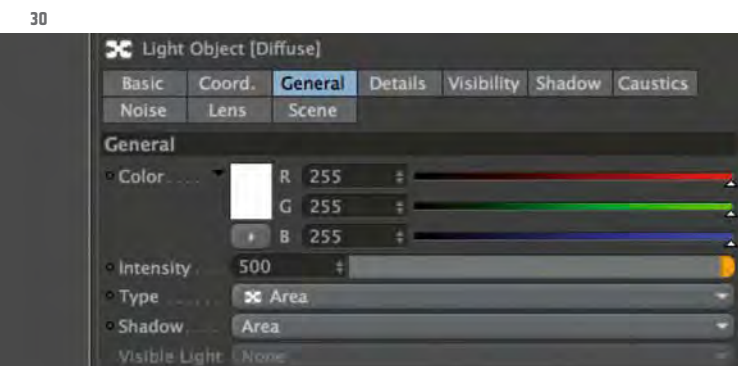 30
Light Object [Diffuse]
Basic Coord. General Details Visibility Shadow Caustics
Noise Lens Scene
General
Color R 255
G 255
B 255
Intensity 500
Type Area
Shadow Area
Visible Light None